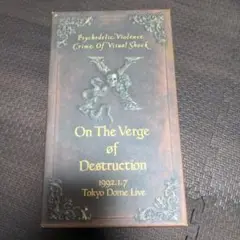 Psychedelic Violence
Crime Of Visual Shock
X
On The Verge
of
Destruction
1992.1.7
Tokyo Dome Live